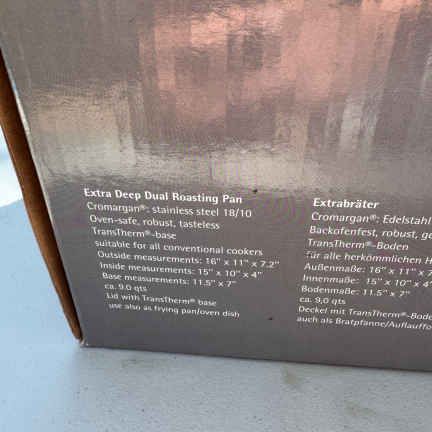 Extra Deep Dual Roasting Pan
Cromargan®: stainless steel 18/10
Oven-safe, robust, tasteless
TransTherm®-base
suitable for all conventional cookers
Outside measurements: 16" x 11" x 7.2"
Inside measurements: 15" x 10" x 4"
Base measurements: 11.5" x 7"
ca. 9,0 qts
Lid with TransTherm® base
use also as frying pan/oven dish
Extrabräter
Cromargan®: Edelstahl
Backofenfest, robust, ge
TransTherm®-Boden
für alle herkömmlichen H
Außenmaße: 16" x 11" x 7
Innenmaße: 15" x 10" x 4
Bodenmaße: 11.5" x 7"
ca. 9,0 qts
Deckel mit TransTherm®-Bode
auch als Bratpfanne/Auflauffo